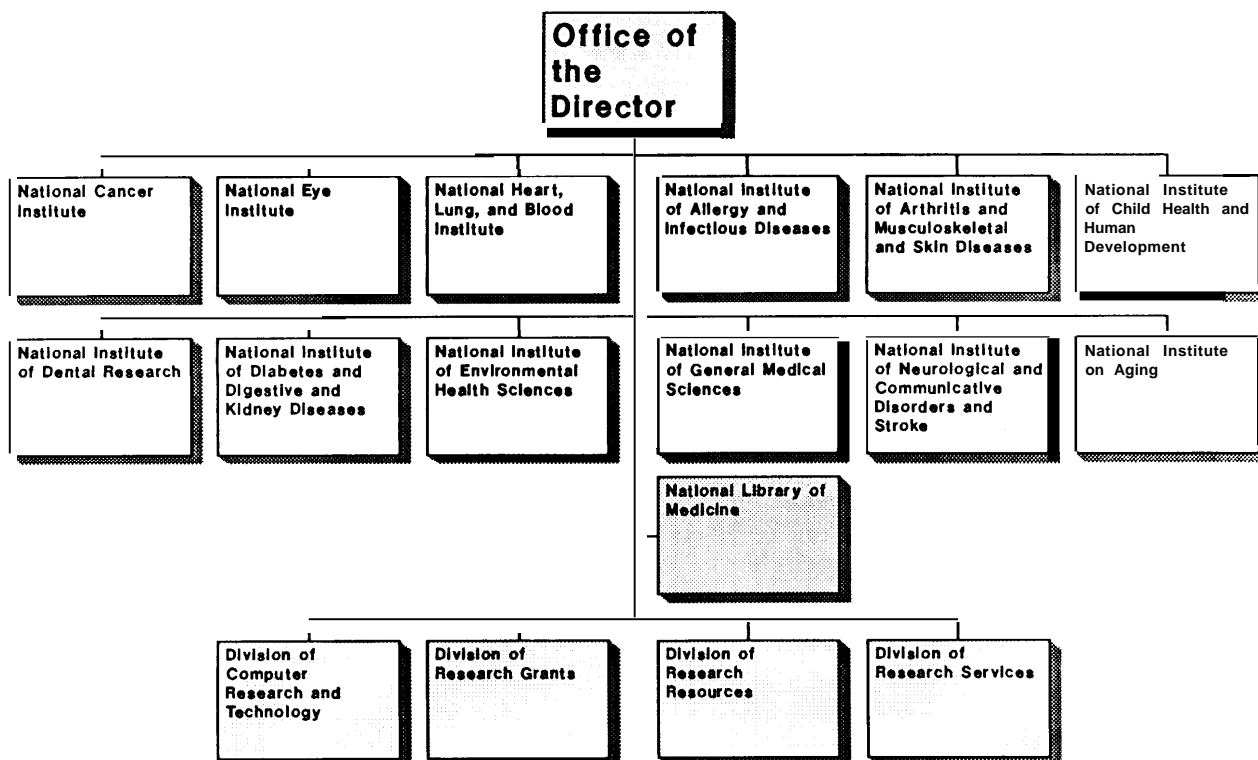 Office of
the
Director
National Cancer
Institute
National Eye
Institute
National Heart,
Lung, and Blood
Institute
National Institute
of Allergy and
Infectious Diseases
National Institute
of Arthritis and
Musculoskeletal
and Skin Diseases
National Institute
of Child Health and
Human
Development
National Institute
of Dental Research
National Institute
of Diabetes and
Digestive and
Kidney Diseases
National Institute
of Environmental
Health Sciences
National Institute
of General Medical
Sciences
National Institute
of Neurological and
Communicative
Disorders and
Stroke
National Institute
on Aging
National Library of
Medicine
Division of
Computer
Research and
Technology
Division of
Research Grants
Division of
Research
Resources
Division of
Research Services